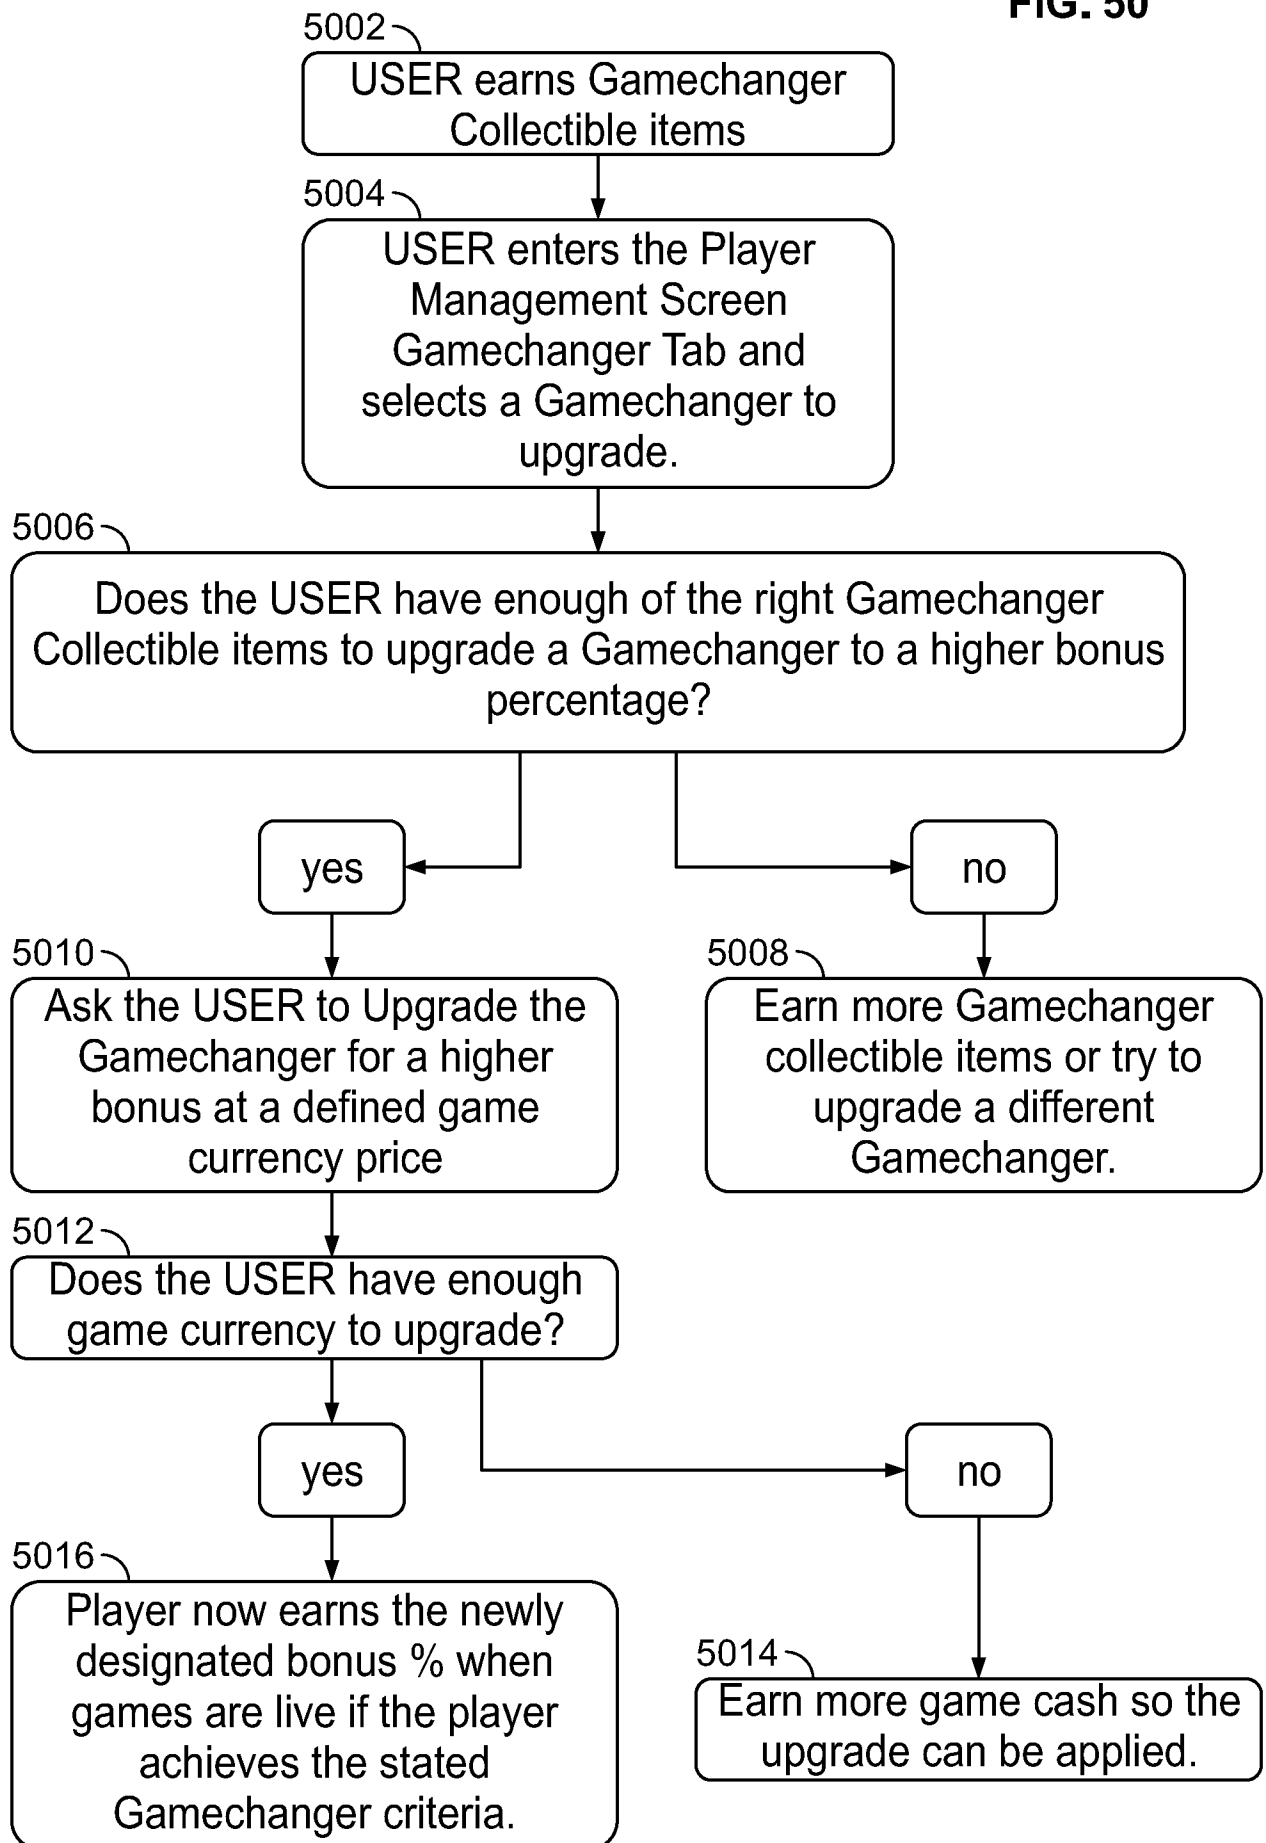 FIG. 50
5002
USER earns Gamechanger
Collectible items
5004
USER enters the Player
Management Screen
Gamechanger Tab and
selects a Gamechanger to
upgrade.
5006
Does the USER have enough of the right Gamechanger
Collectible items to upgrade a Gamechanger to a higher bonus
percentage?
yes
no
5010
Ask the USER to Upgrade the
Gamechanger for a higher
bonus at a defined game
currency price
5008
Earn more Gamechanger
collectible items or try to
upgrade a different
Gamechanger.
5012
Does the USER have enough
game currency to upgrade?
yes
no
5016
Player now earns the newly
designated bonus % when
games are live if the player
achieves the stated
Gamechanger criteria.
5014
Earn more game cash so the
upgrade can be applied.